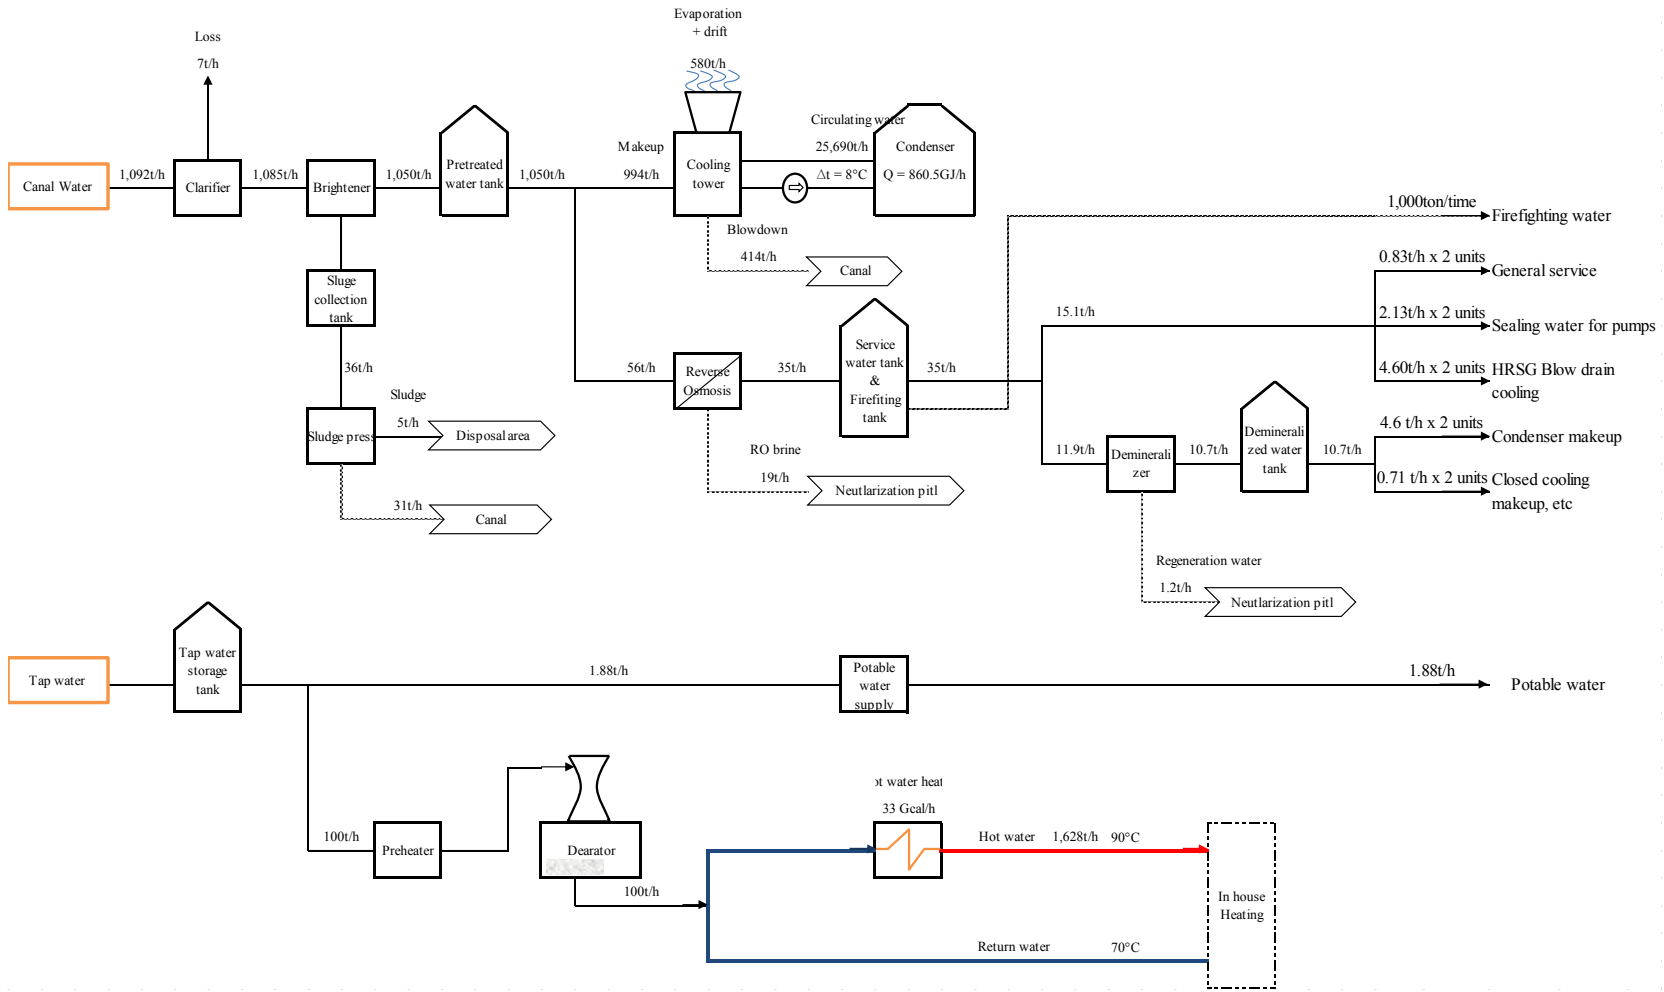 Evaporation
+ drift
580t/h
Loss
7t/h
Canal Water
1,092t/h
Clarifier
1,085t/h
Brightener
1,050t/h
Pretreated
water tank
1,050t/h
Makeup
994t/h
Cooling
tower
Circulating water
25,690t/h
Δt = 8°C
Condenser
Q = 860.5GJ/h
Blowdown
414t/h
Canal
Sluge
collection
tank
36t/h
Sludge press
Sludge
5t/h
Disposal area
31t/h
Canal
56t/h
Reverse
Osmosis
35t/h
Service
water tank
&
Firefiting
tank
35t/h
RO brine
19t/h
Neutlarization pitl
1,000ton/time
Firefighting water
15.1t/h
0.83t/h x 2 units
General service
2.13t/h x 2 units
Sealing water for pumps
4.60t/h x 2 units
HRSG Blow drain
cooling
11.9t/h
Deminerali
zer
10.7t/h
Deminerali
zed water
tank
10.7t/h
4.6 t/h x 2 units
Condenser makeup
0.71 t/h x 2 units
Closed cooling
makeup, etc
Regeneration water
1.2t/h
Neutlarization pitl
Tap water
Tap water
storage
tank
1.88t/h
Potable
water
supply
1.88t/h
Potable water
100t/h
Preheater
Dearator
100t/h
ot water heat
33 Gcal/h
Hot water
1,628t/h
90°C
In house
Heating
Return water
70°C